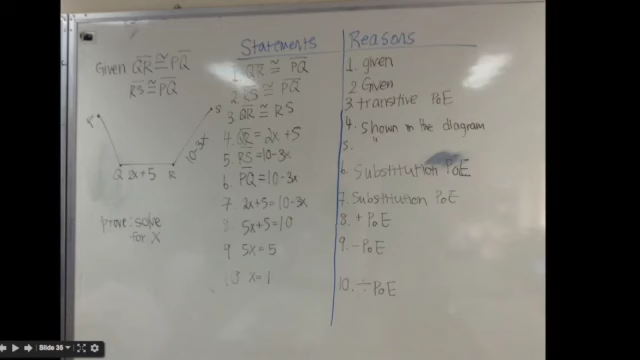 Statements
Reasons
Given QR ≅ PQ
RS ≅ PQ
P
S
10-3x
Q 2x+5 R
prove: solve
for X
1. QR ≅ PQ
2 RS ≅ PQ
3 QR ≅ RS
4. QR = 2x+5
5 RS = 10-3x
6 PQ = 10-3x
7 2x+5 = 10-3x
8 5x+5 = 10
9 5x = 5
10 x = 1
1. given
2 Given
3 transitive PoE
4. Shown in the diagram
5. "
6. Substitution PoE
7. Substitution PoE
8. + PoE
9. - PoE
10. ÷ PoE
Slide 38